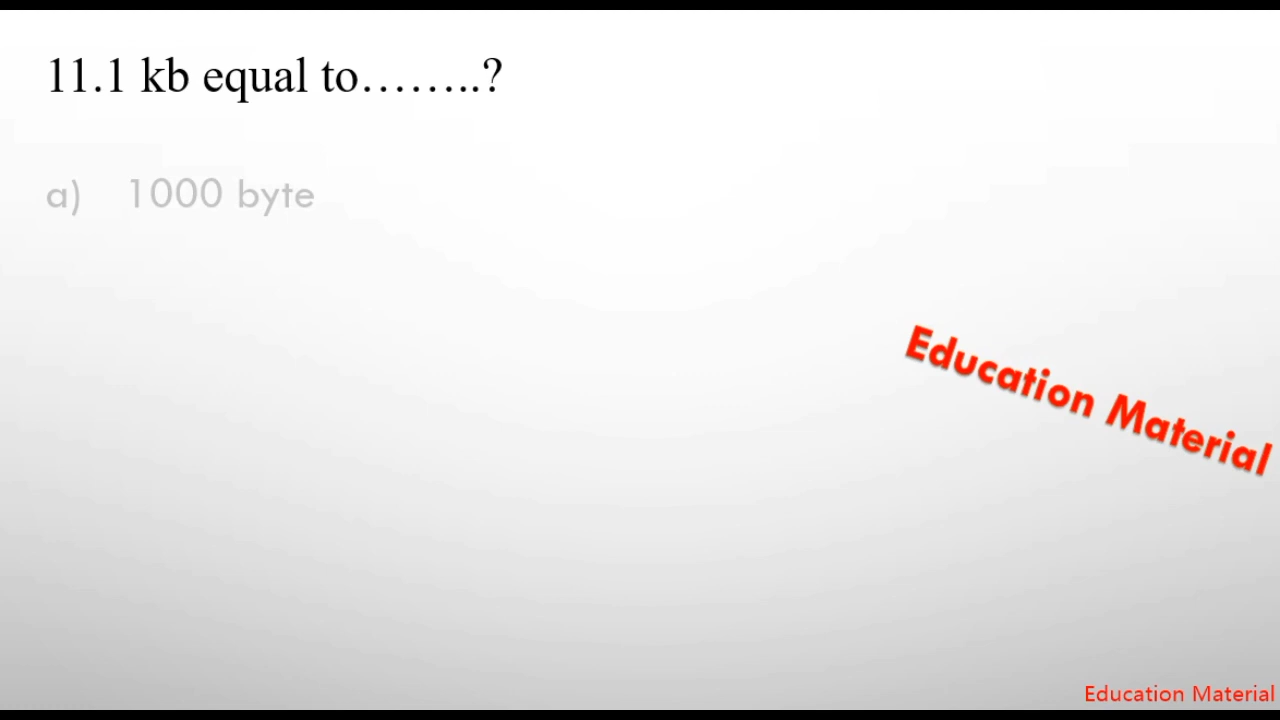 11.1 kb equal to……..?
a) 1000 byte
Education Material
Education Material